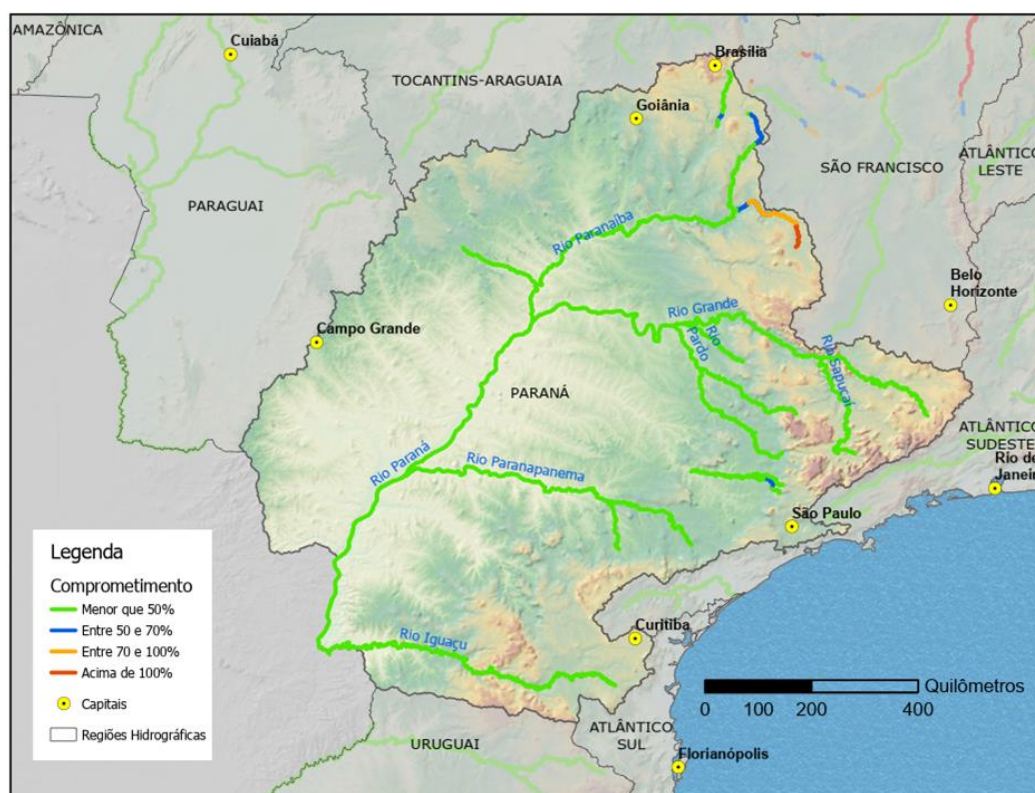 AMAZÔNICA
Cuiabá
Brasília
TOCANTINS-ARAGUAIA
Goiânia
SÃO FRANCISCO
ATLÂNTICO
LESTE
PARAGUAI
Rio Paranaíba
Belo
Horizonte
Rio Grande
Campo Grande
Rio
Pardo
Rio Sapucaí
PARANÁ
ATLÂNTICO
SUDESTE
Rio de
Janeir
Rio Paraná
Rio Paranapanema
São Paulo
Legenda
Comprometimento
Menor que 50%
Entre 50 e 70%
Entre 70 e 100%
Acima de 100%
Capitais
Regiões Hidrográficas
Curitiba
Rio Iguaçu
Quilômetros
0 100 200 400
ATLÂNTICO
SUL
URUGUAI
Florianópolis